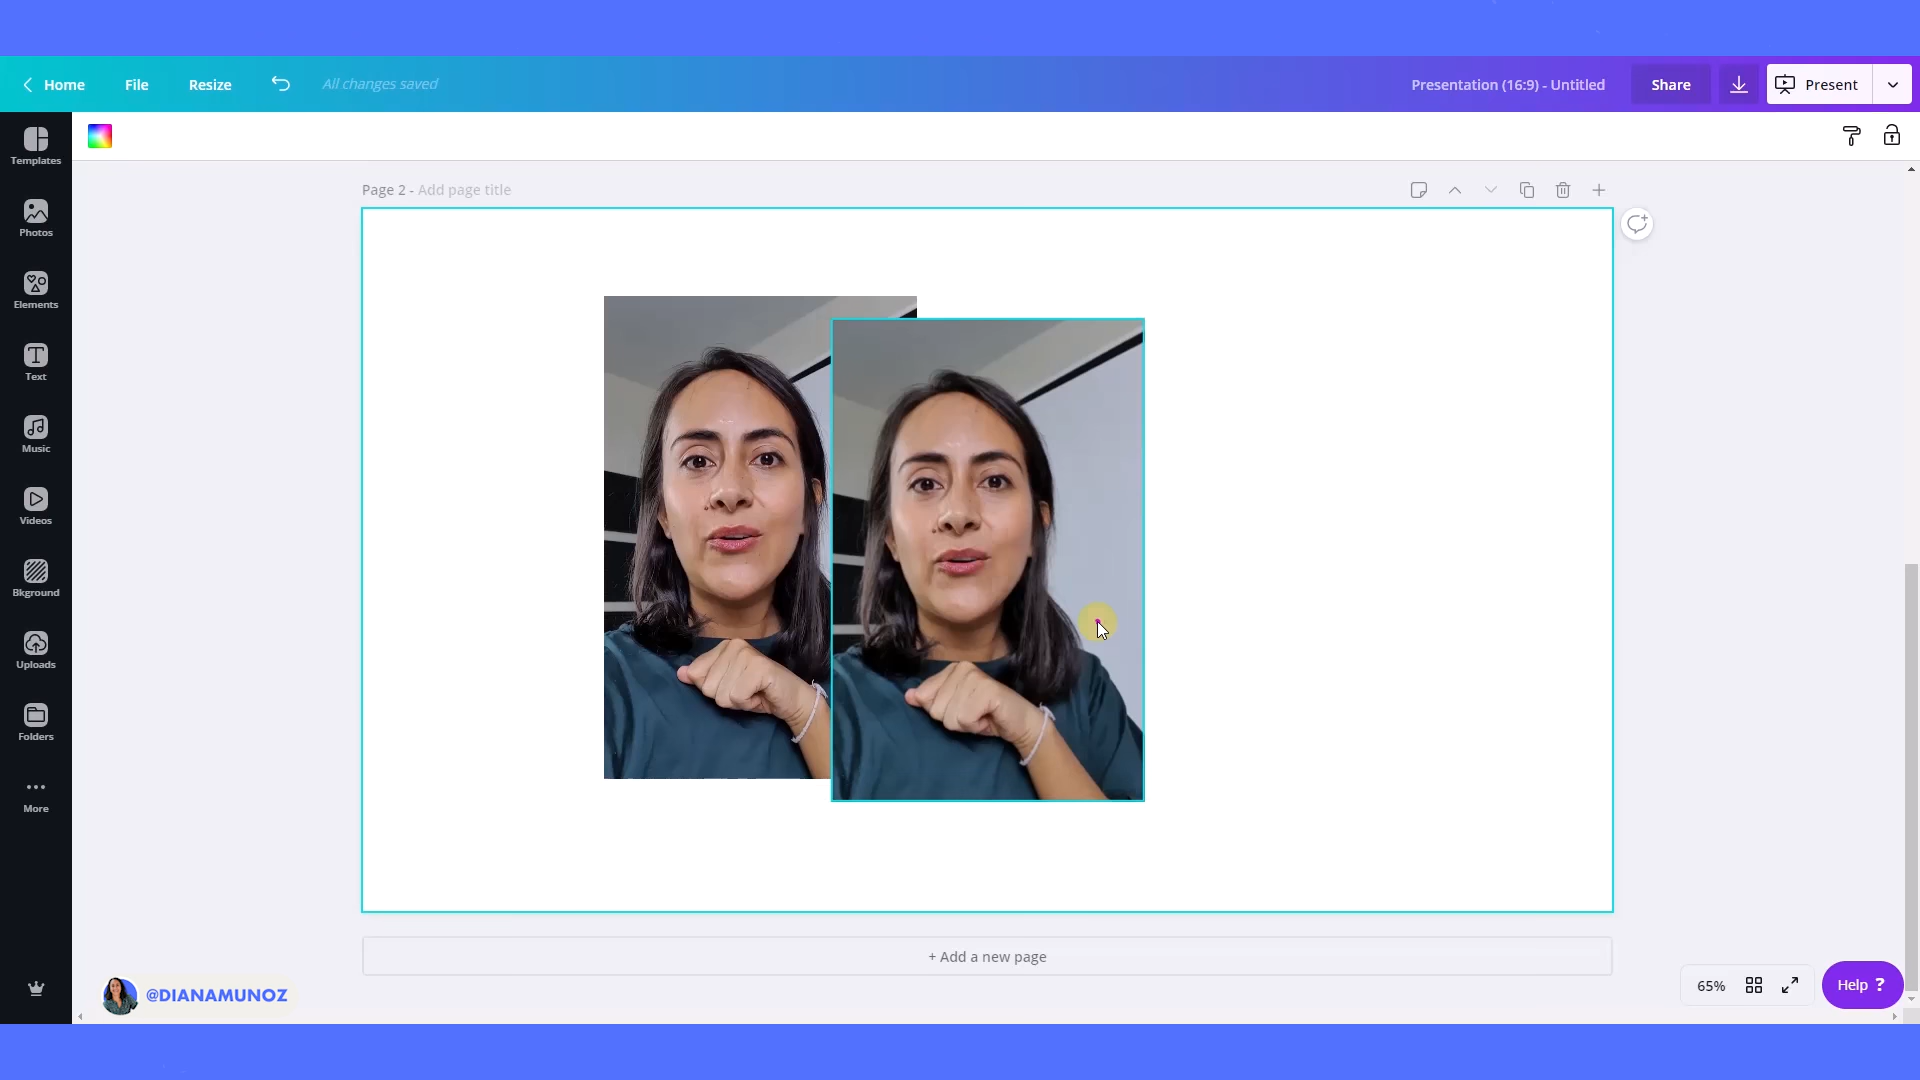 Home File Resize All changes saved Presentation (16:9) - Untitled Share Present
Templates
Photos
Elements
Text
Music
Videos
Bkground
Uploads
Folders
More
Page 2 - Add page title
+ Add a new page
@DIANAMUNOZ
65%
Help ?